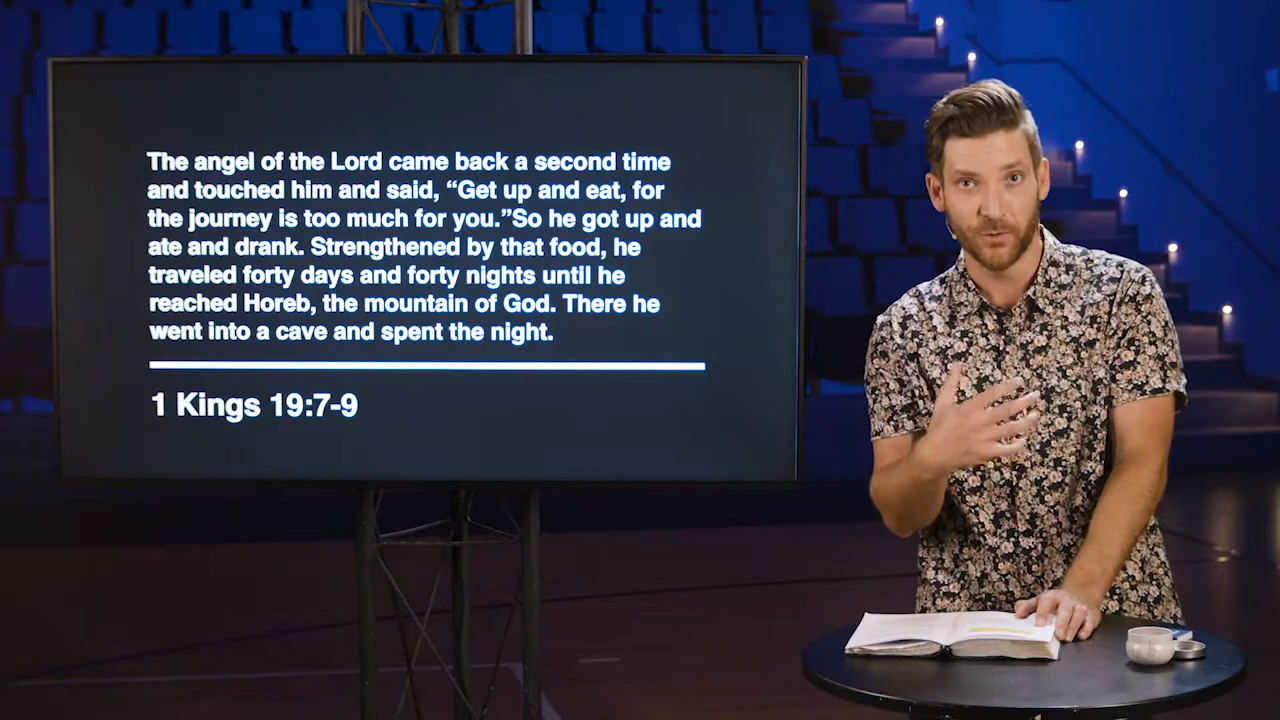 The angel of the Lord came back a second time
and touched him and said, “Get up and eat, for
the journey is too much for you.”So he got up and
ate and drank. Strengthened by that food, he
traveled forty days and forty nights until he
reached Horeb, the mountain of God. There he
went into a cave and spent the night.
1 Kings 19:7-9